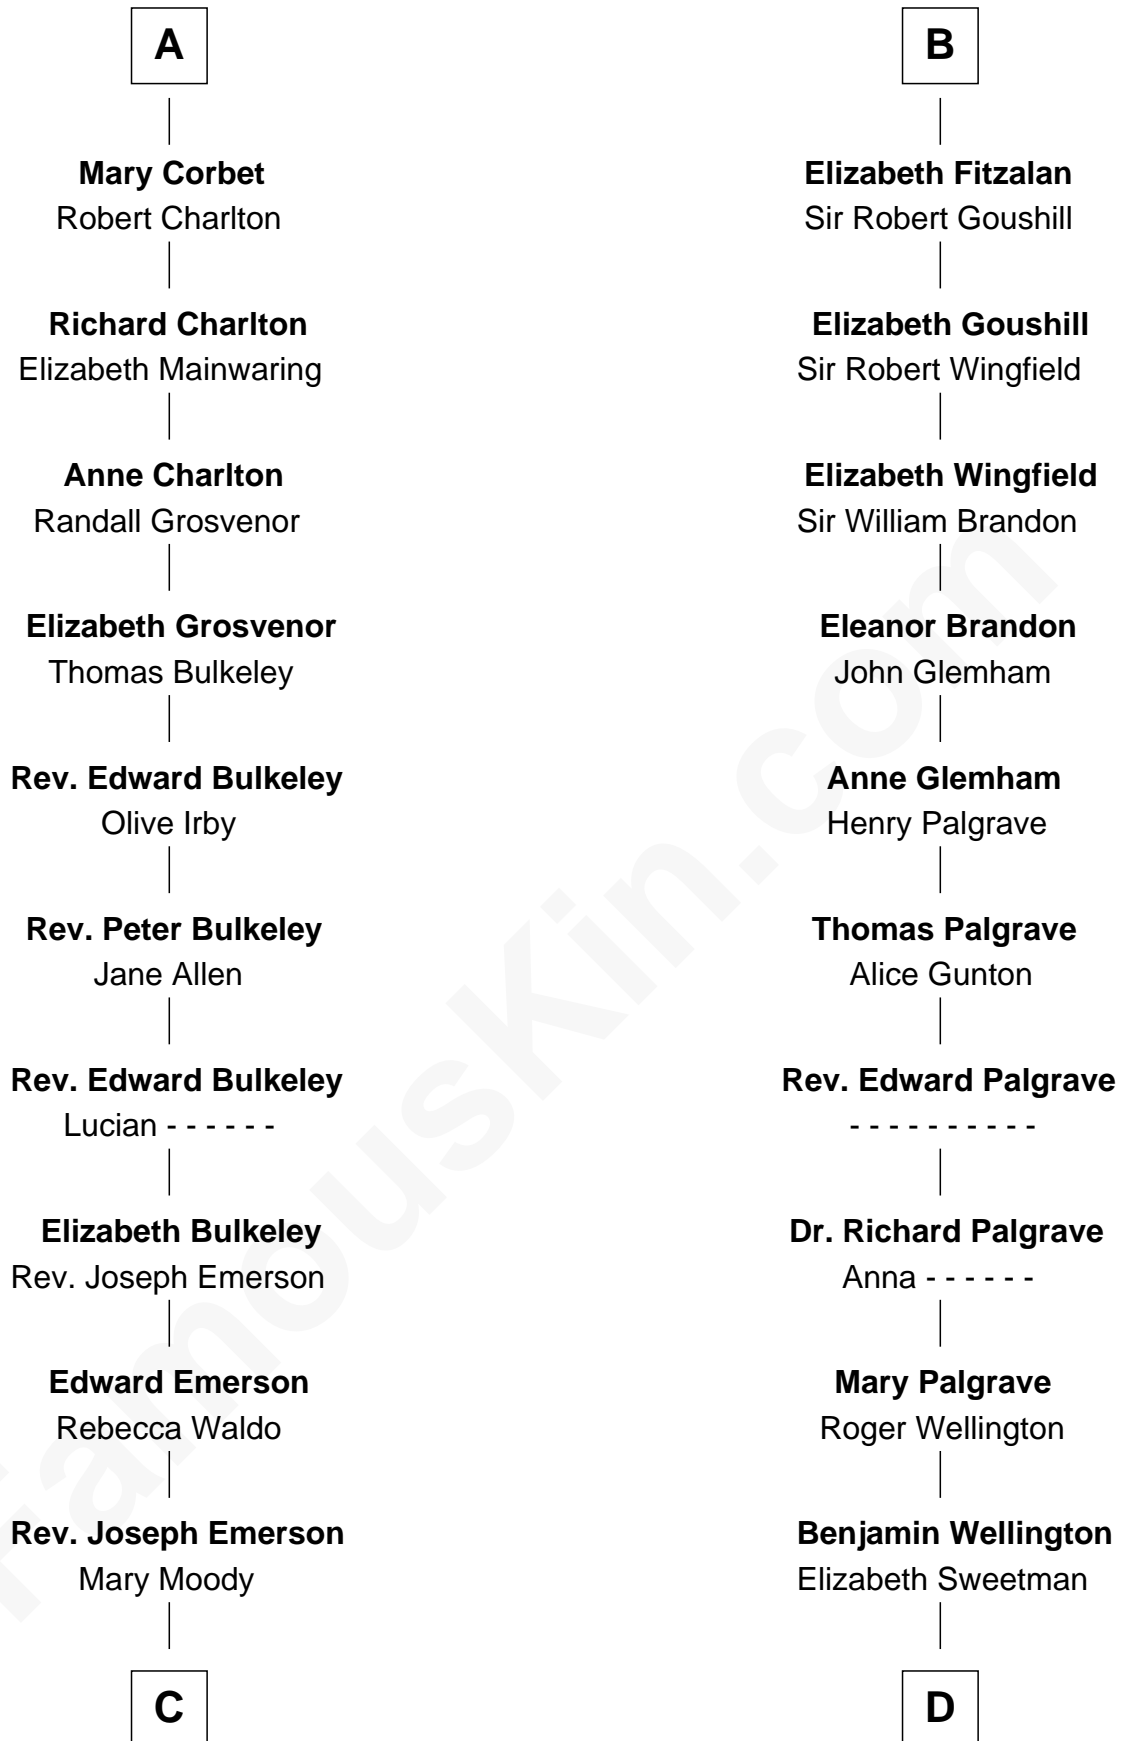 A
Mary Corbet
Robert Charlton
Richard Charlton
Elizabeth Mainwaring
Anne Charlton
Randall Grosvenor
Elizabeth Grosvenor
Thomas Bulkeley
Rev. Edward Bulkeley
Olive Irby
Rev. Peter Bulkeley
Jane Allen
Rev. Edward Bulkeley
Lucian - - - - - -
Elizabeth Bulkeley
Rev. Joseph Emerson
Edward Emerson
Rebecca Waldo
Rev. Joseph Emerson
Mary Moody
C
B
Elizabeth Fitzalan
Sir Robert Goushill
Elizabeth Goushill
Sir Robert Wingfield
Elizabeth Wingfield
Sir William Brandon
Eleanor Brandon
John Glemham
Anne Glemham
Henry Palgrave
Thomas Palgrave
Alice Gunton
Rev. Edward Palgrave
- - - - - - - - - -
Dr. Richard Palgrave
Anna - - - - - -
Mary Palgrave
Roger Wellington
Benjamin Wellington
Elizabeth Sweetman
D
FamousKin.com